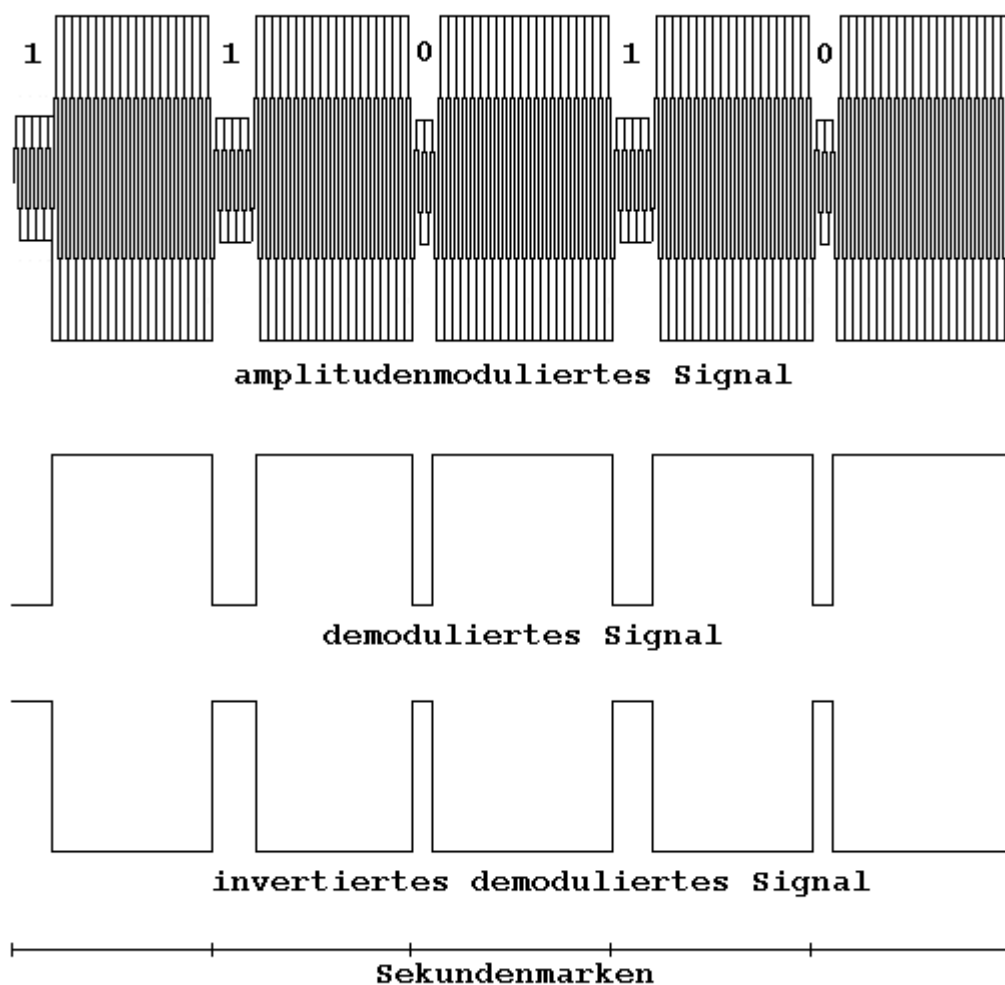 1 1 0 1 0
amplitudenmoduliertes Signal
demoduliertes Signal
invertiertes demoduliertes Signal
Sekundenmarken